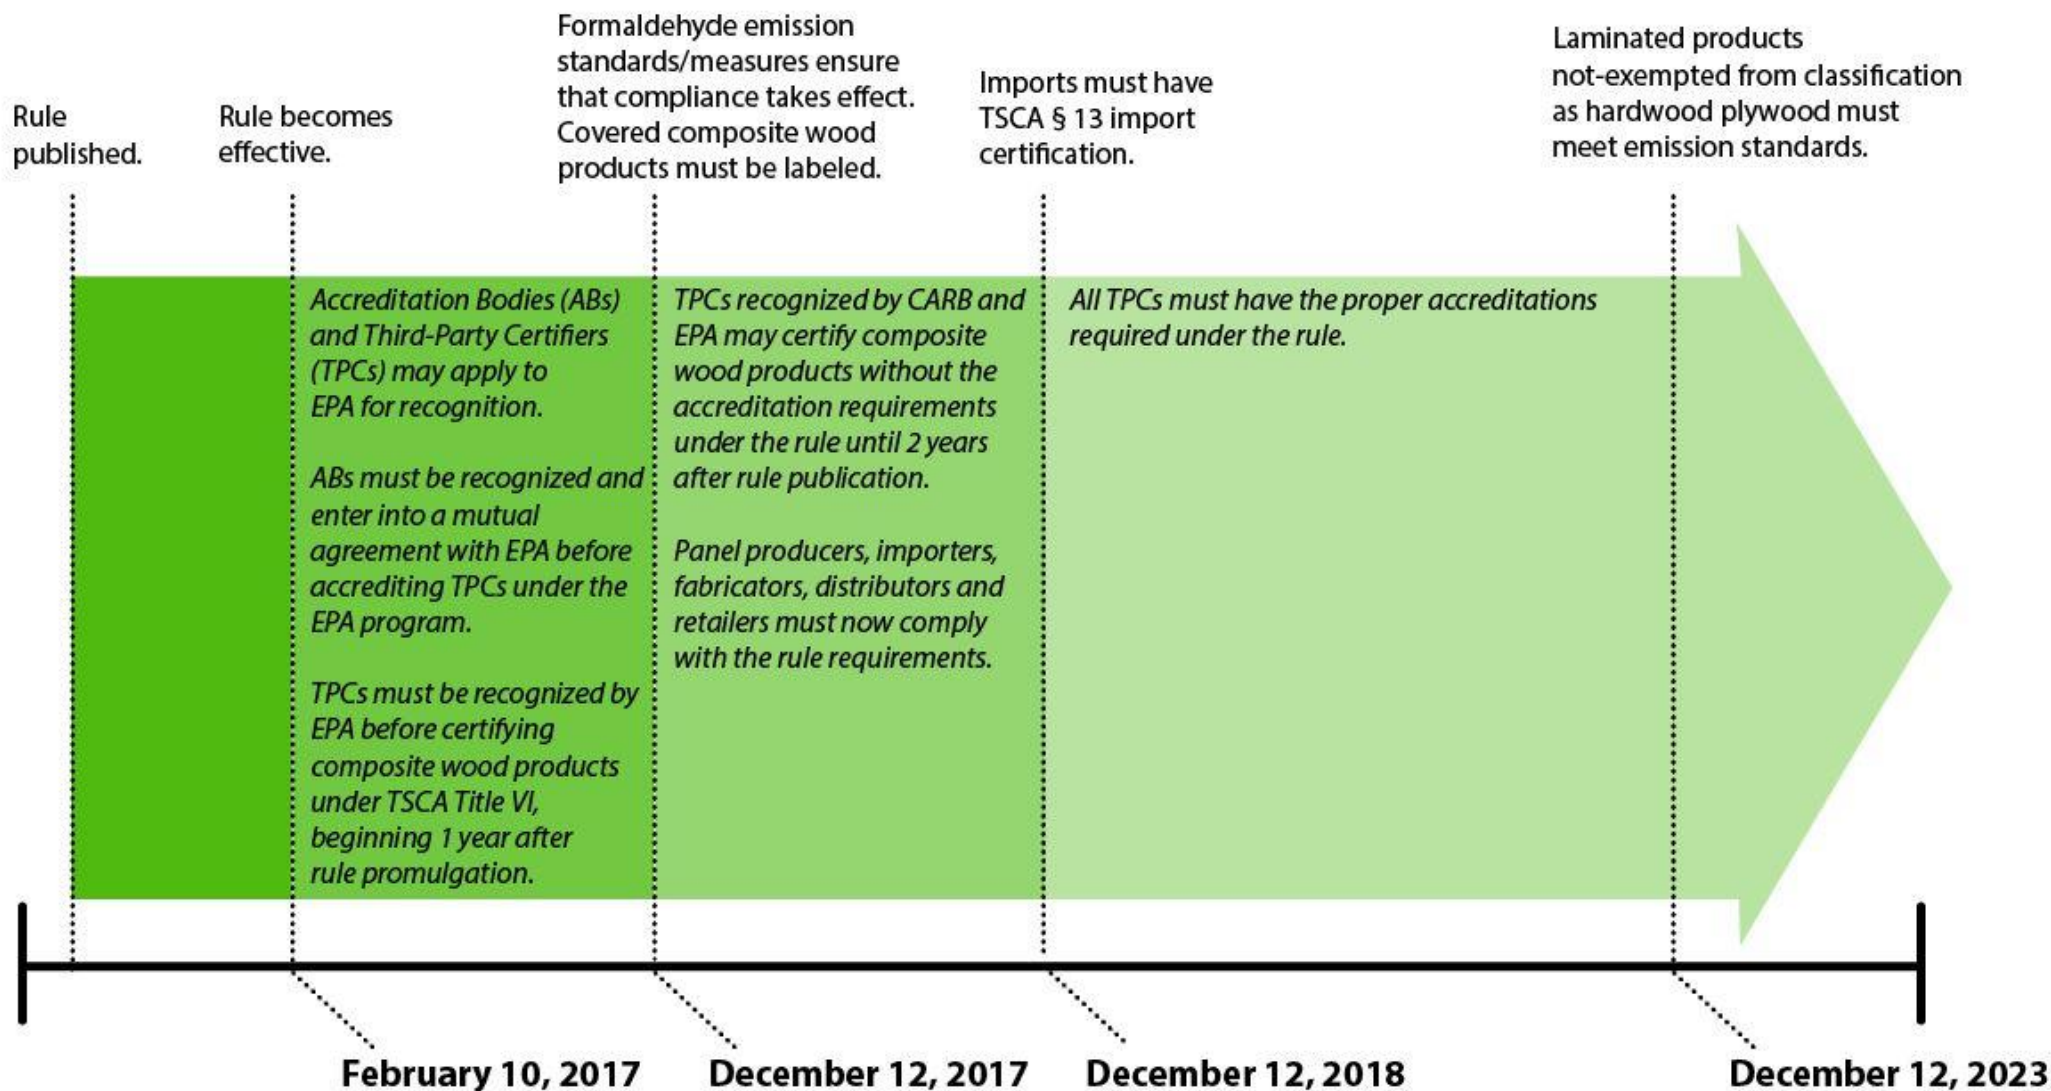 Rule
published.
Rule becomes
effective.
Formaldehyde emission
standards/measures ensure
that compliance takes effect.
Covered composite wood
products must be labeled.
Imports must have
TSCA § 13 import
certification.
Laminated products
not-exempted from classification
as hardwood plywood must
meet emission standards.
Accreditation Bodies (ABs)
and Third-Party Certifiers
(TPCs) may apply to
EPA for recognition.
ABs must be recognized and
enter into a mutual
agreement with EPA before
accrediting TPCs under the
EPA program.
TPCs must be recognized by
EPA before certifying
composite wood products
under TSCA Title VI,
beginning 1 year after
rule promulgation.
TPCs recognized by CARB and
EPA may certify composite
wood products without the
accreditation requirements
under the rule until 2 years
after rule publication.
Panel producers, importers,
fabricators, distributors and
retailers must now comply
with the rule requirements.
All TPCs must have the proper accreditations
required under the rule.
February 10, 2017
December 12, 2017
December 12, 2018
December 12, 2023